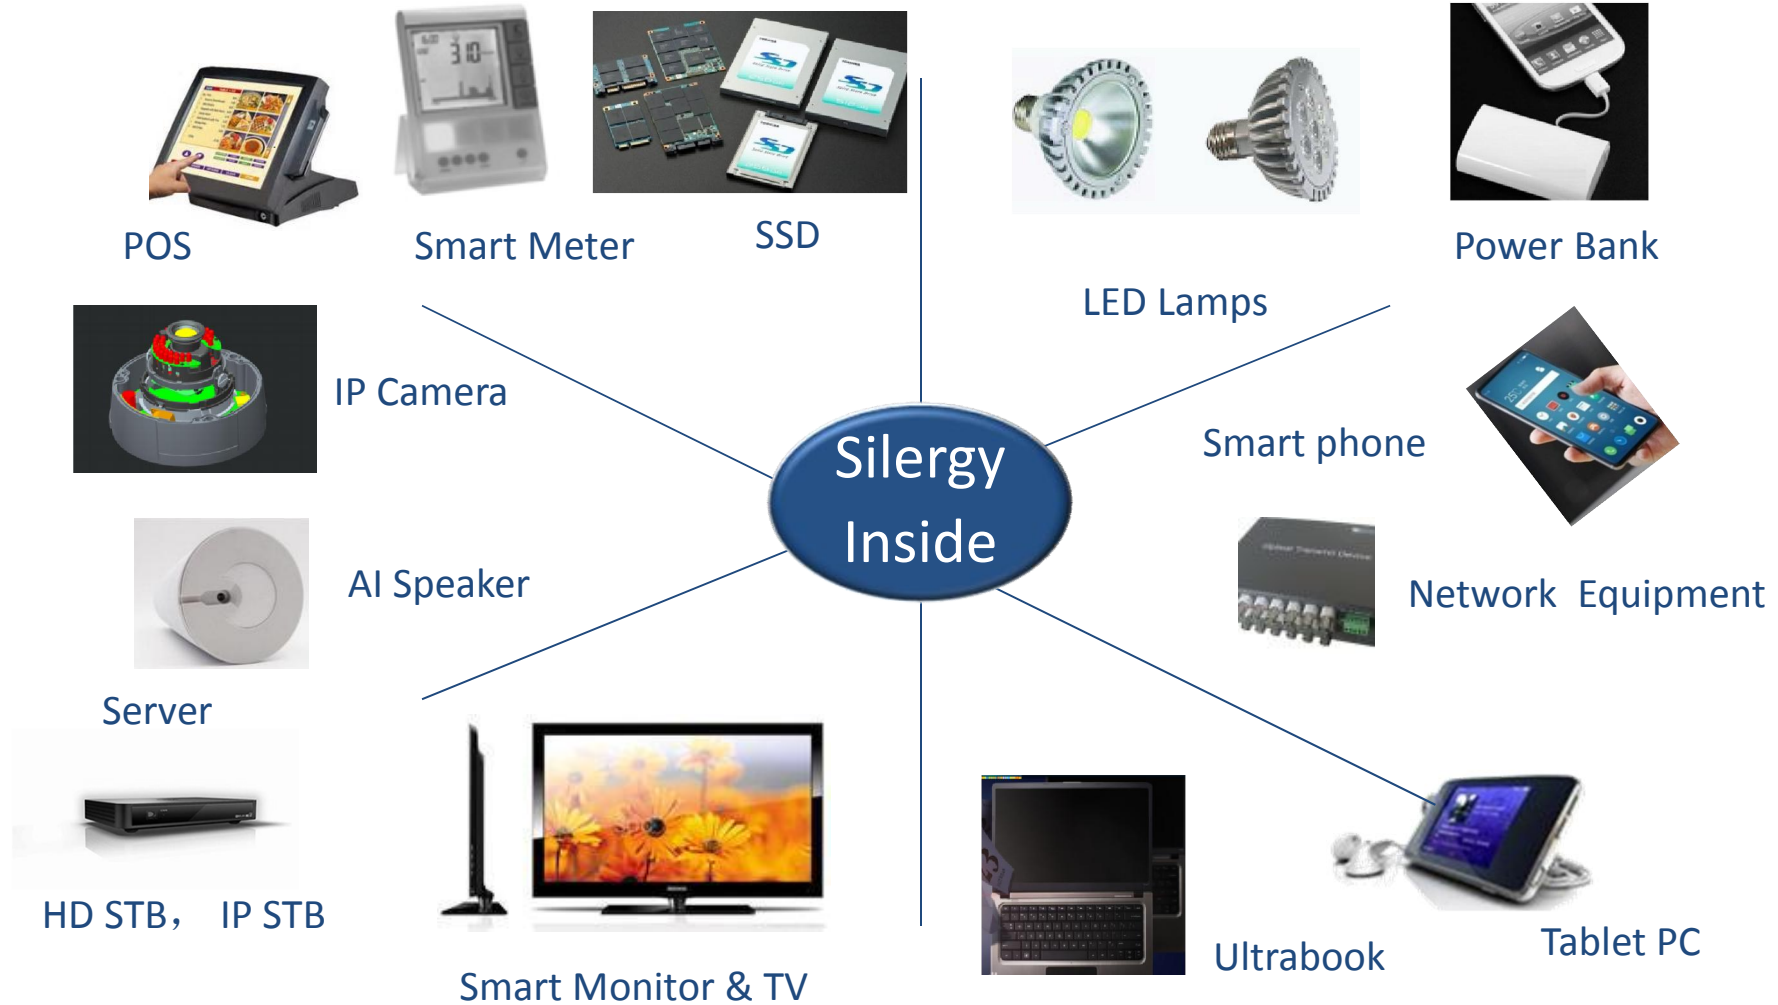 POS
Smart Meter
SSD
LED Lamps
Power Bank
IP Camera
Smart phone
Silergy
Inside
AI Speaker
Network Equipment
Server
HD STB， IP STB
Smart Monitor & TV
Ultrabook
Tablet PC